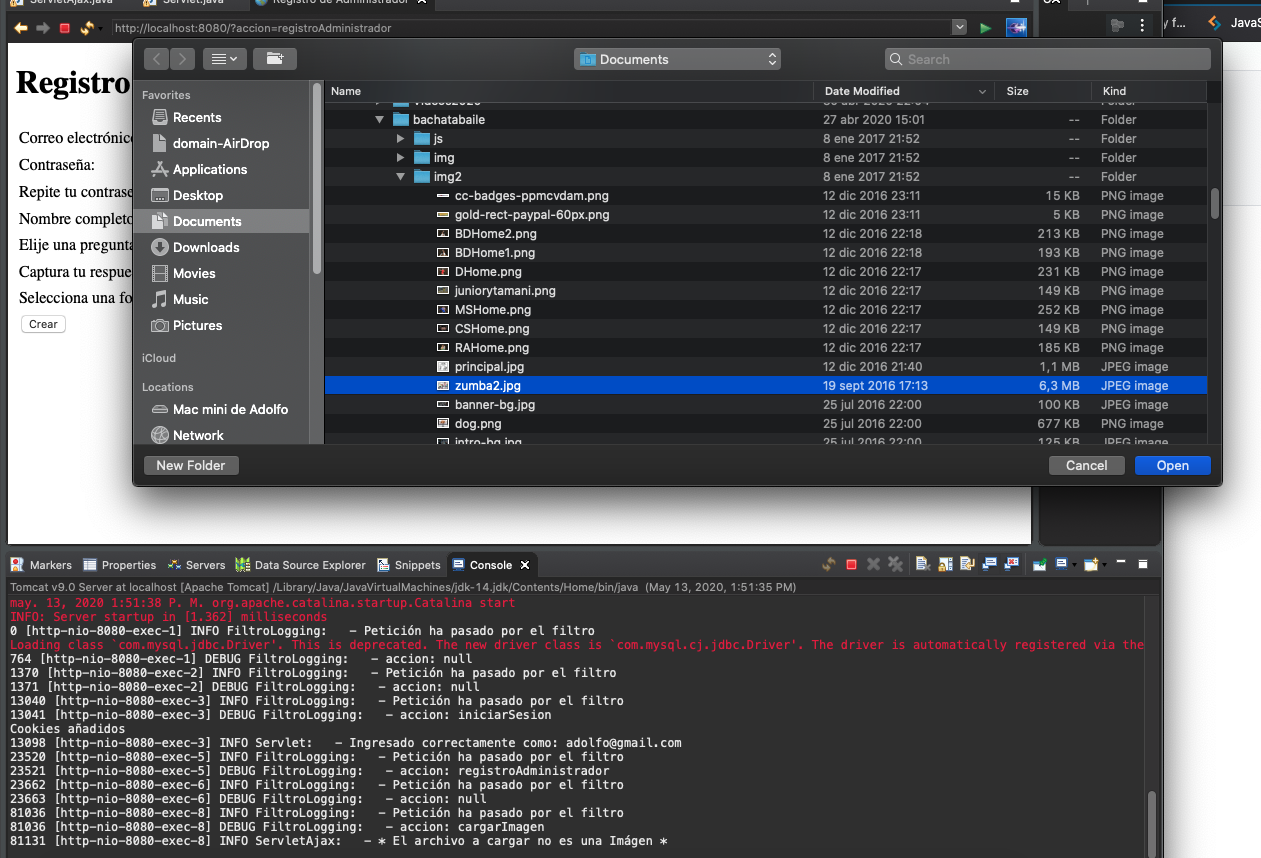 ServletAjax.java Servlet.java Registro de Administrador
http://localhost:8080/?accion=registroAdministrador
y f... JavaS
Registro
Correo electrónico
Contraseña:
Repite tu contrase
Nombre completo
Elije una pregunta
Captura tu respue
Selecciona una fo
Crear
Documents
Search
Favorites
Recents
domain-AirDrop
Applications
Desktop
Documents
Downloads
Movies
Music
Pictures
iCloud
Locations
Mac mini de Adolfo
Network
Name Date Modified Size Kind
bachatabaile 27 abr 2020 15:01 -- Folder
js 8 ene 2017 21:52 -- Folder
img 8 ene 2017 21:52 -- Folder
img2 8 ene 2017 21:52 -- Folder
cc-badges-ppmcvdam.png 12 dic 2016 23:11 15 KB PNG image
gold-rect-paypal-60px.png 12 dic 2016 23:11 5 KB PNG image
BDHome2.png 12 dic 2016 22:18 213 KB PNG image
BDHome1.png 12 dic 2016 22:18 193 KB PNG image
DHome.png 12 dic 2016 22:17 231 KB PNG image
juniorytamani.png 12 dic 2016 22:17 149 KB PNG image
MSHome.png 12 dic 2016 22:17 252 KB PNG image
CSHome.png 12 dic 2016 22:17 149 KB PNG image
RAHome.png 12 dic 2016 22:17 185 KB PNG image
principal.jpg 12 dic 2016 21:40 1,1 MB JPEG image
zumba2.jpg 19 sept 2016 17:13 6,3 MB JPEG image
banner-bg.jpg 25 jul 2016 22:00 100 KB JPEG image
dog.png 25 jul 2016 22:00 677 KB PNG image
intro-bg.jpg 25 jul 2016 22:00 125 KB JPEG image
New Folder Cancel Open
Markers Properties Servers Data Source Explorer Snippets Console
Tomcat v9.0 Server at localhost [Apache Tomcat] /Library/Java/JavaVirtualMachines/jdk-14.jdk/Contents/Home/bin/java (May 13, 2020, 1:51:35 PM)
may. 13, 2020 1:51:38 P. M. org.apache.catalina.startup.Catalina start
INFO: Server startup in [1.362] milliseconds
0 [http-nio-8080-exec-1] INFO FiltroLogging: - Petición ha pasado por el filtro
Loading class `com.mysql.jdbc.Driver'. This is deprecated. The new driver class is `com.mysql.cj.jdbc.Driver'. The driver is automatically registered via the
764 [http-nio-8080-exec-1] DEBUG FiltroLogging: - accion: null
1370 [http-nio-8080-exec-2] INFO FiltroLogging: - Petición ha pasado por el filtro
1371 [http-nio-8080-exec-2] DEBUG FiltroLogging: - accion: null
13040 [http-nio-8080-exec-3] INFO FiltroLogging: - Petición ha pasado por el filtro
13041 [http-nio-8080-exec-3] DEBUG FiltroLogging: - accion: iniciarSesion
Cookies añadidos
13098 [http-nio-8080-exec-3] INFO Servlet: - Ingresado correctamente como: adolfo@gmail.com
23520 [http-nio-8080-exec-5] INFO FiltroLogging: - Petición ha pasado por el filtro
23521 [http-nio-8080-exec-5] DEBUG FiltroLogging: - accion: registroAdministrador
23662 [http-nio-8080-exec-6] INFO FiltroLogging: - Petición ha pasado por el filtro
23663 [http-nio-8080-exec-6] DEBUG FiltroLogging: - accion: null
81036 [http-nio-8080-exec-8] INFO FiltroLogging: - Petición ha pasado por el filtro
81036 [http-nio-8080-exec-8] DEBUG FiltroLogging: - accion: cargarImagen
81131 [http-nio-8080-exec-8] INFO ServletAjax: - * El archivo a cargar no es una Imágen *